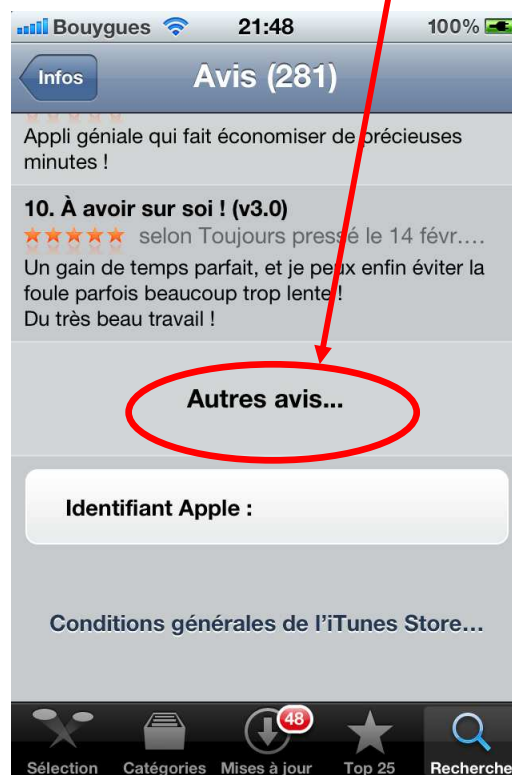 Bouygues 21:48 100%
Infos Avis (281)
Appli géniale qui fait économiser de précieuses
minutes !
10. À avoir sur soi ! (v3.0)
selon Toujours pressé le 14 févr....
Un gain de temps parfait, et je peux enfin éviter la
foule parfois beaucoup trop lente !
Du très beau travail !
Autres avis...
Identifiant Apple :
Conditions générales de l'iTunes Store...
48
Sélection Catégories Mises à jour Top 25 Recherche